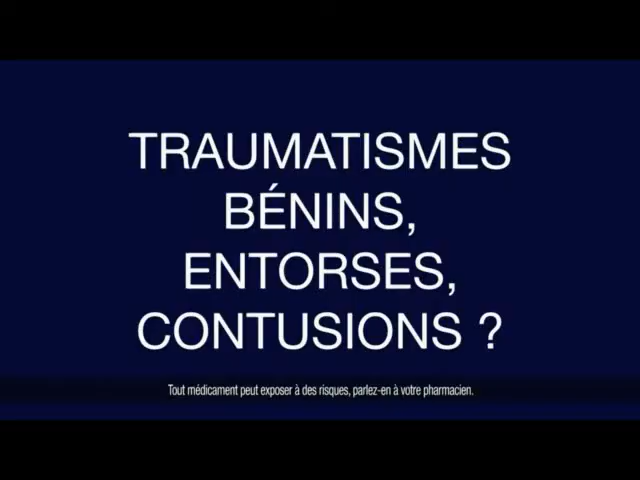 TRAUMATISMES
BÉNINS,
ENTORSES,
CONTUSIONS ?
Tout médicament peut exposer à des risques, parlez-en à votre pharmacien.